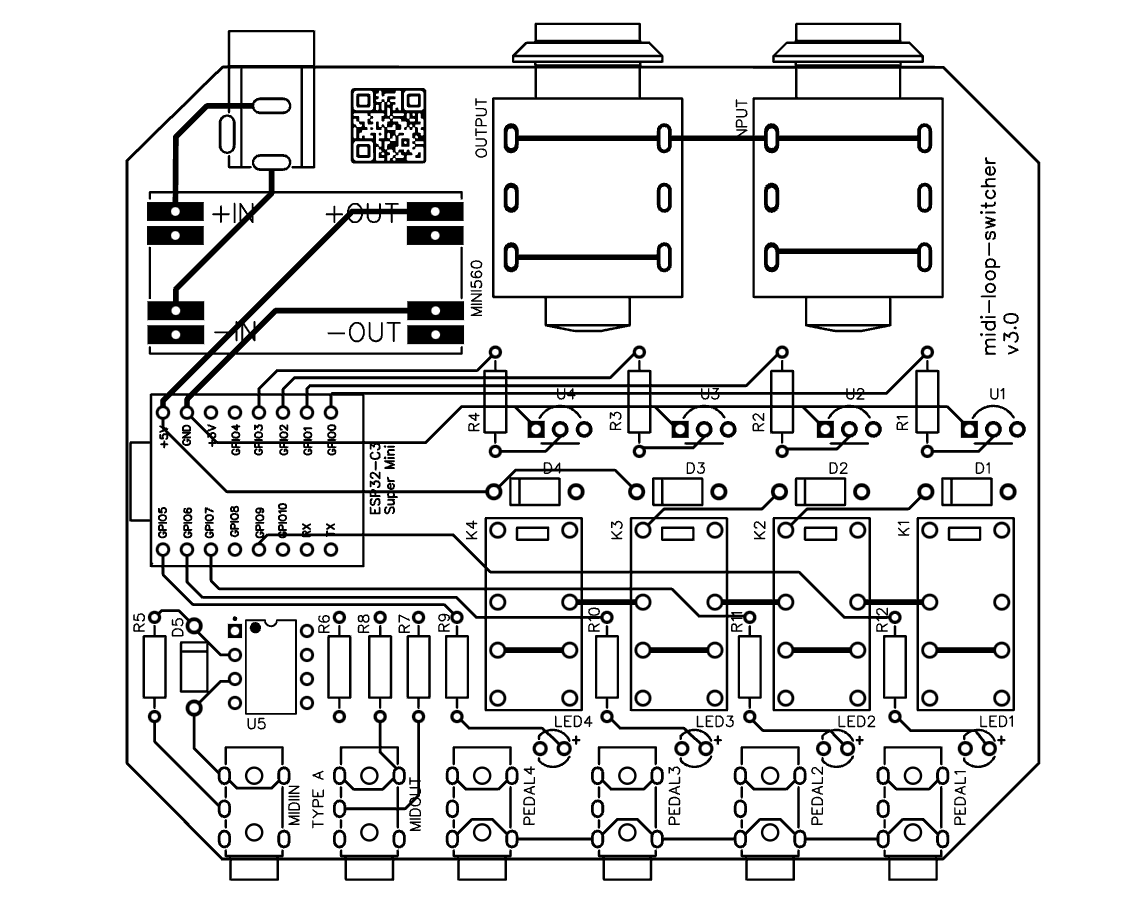 OUTPUT
INPUT
midi-loop-switcher
v3.0
+IN
+OUT
-IN
-OUT
MINI560
+5V
GND
+3V
GPIO4
GPIO3
GPIO2
GPIO1
GPIO0
ESP32-C3
Super Mini
GPIO5
GPIO6
GPIO7
GPIO8
GPIO9
GPIO10
RX
TX
R4
U4
R3
U3
R2
U2
R1
U1
D4
D3
D2
D1
K4
K3
K2
K1
R5
D5
U5
R6
R8
R7
R9
R10
R11
R12
LED4
+
LED3
+
LED2
+
LED1
+
MIDIIN
TYPE A
MIDOUT
PEDAL4
PEDAL3
PEDAL2
PEDAL1